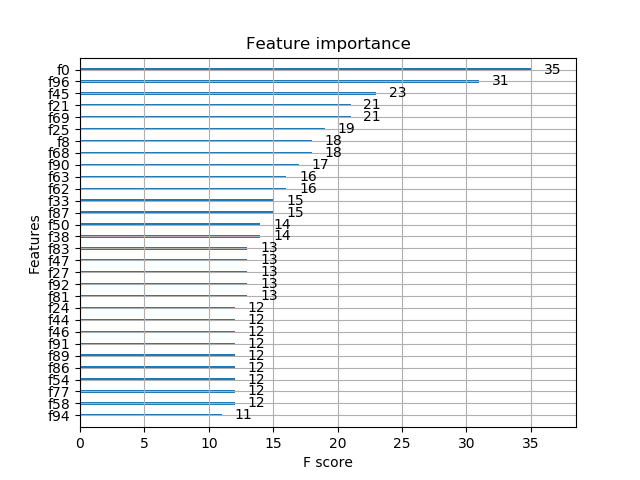 Feature importance
f0 35
f96 31
f45 23
f21 21
f69 21
f25 19
f8 18
f68 18
f90 17
f63 16
f62 16
f33 15
f87 15
f50 14
f38 14
f83 13
f47 13
f27 13
f92 13
f81 13
f24 12
f44 12
f46 12
f91 12
f89 12
f86 12
f54 12
f77 12
f58 12
f94 11
Features
0 5 10 15 20 25 30 35
F score